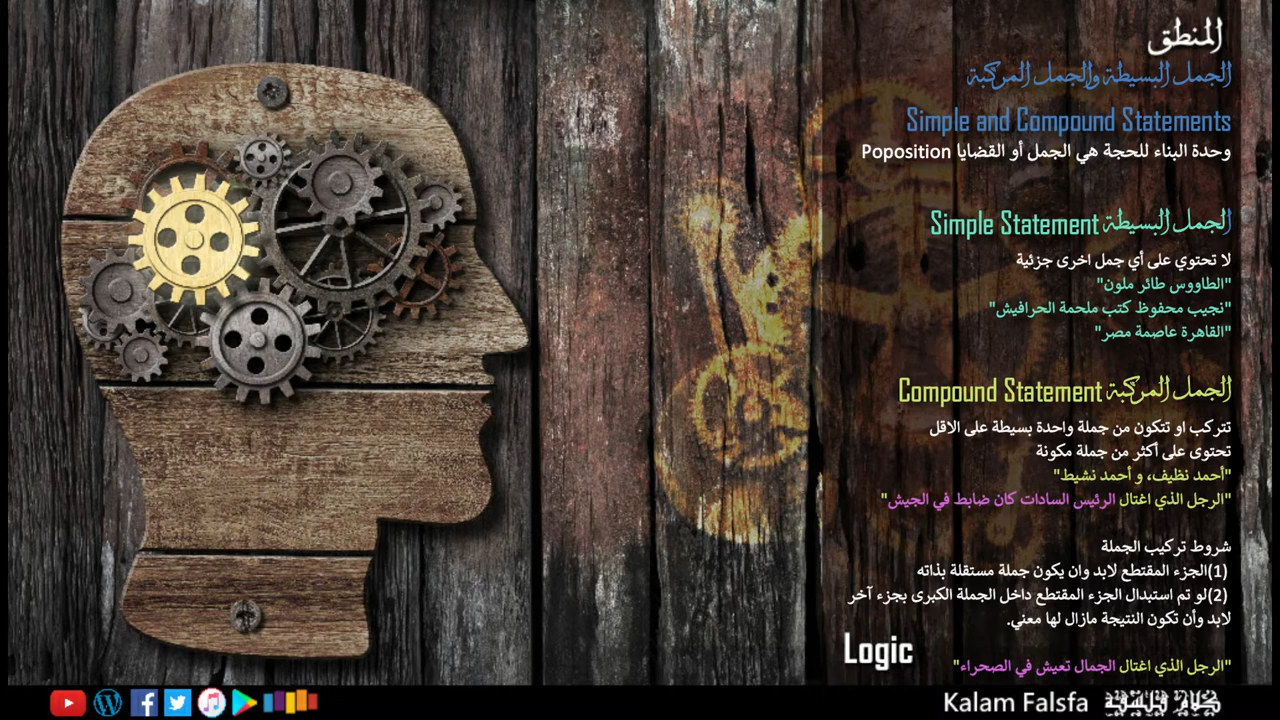 المنطق
الجمل البسيطة والجمل المركبة
Simple and Compound Statements
وحدة البناء للحجة هي الجمل أو القضايا Poposition
الجمل البسيطة Simple Statement
لا تحتوي على أي جمل اخرى جزئية
"الطاووس طائر ملون"
"نجيب محفوظ كتب ملحمة الحرافيش"
"القاهرة عاصمة مصر"
الجمل المركبة Compound Statement
تتركب او تتكون من جملة واحدة بسيطة على الاقل
تحتوى على أكثر من جملة مكونة
"أحمد نظيف، و أحمد نشيط"
"الرجل الذي اغتال الرئيس السادات كان ضابط في الجيش"
شروط تركيب الجملة
(1)الجزء المقتطع لابد وان يكون جملة مستقلة بذاته
(2)لو تم استبدال الجزء المقتطع داخل الجملة الكبرى بجزء آخر
لابد وأن تكون النتيجة مازال لها معني.
Logic
"الرجل الذي اغتال الجمال تعيش في الصحراء"
Kalam Falsfa كلام فلسفة